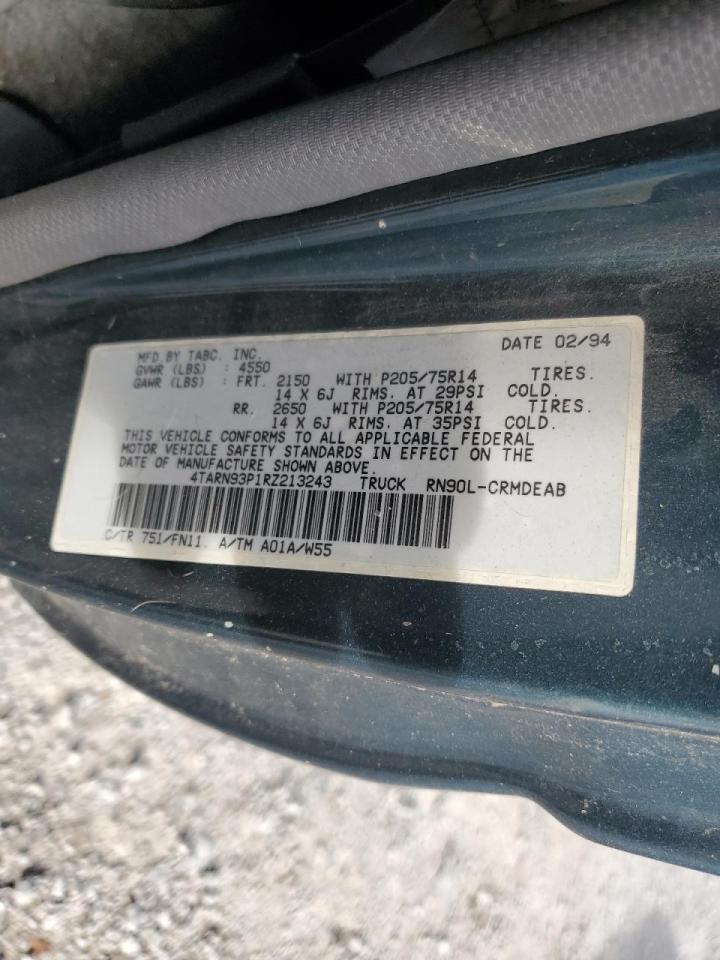 MFD.BY TABC. INC. DATE 02/94
GVWR (LBS) : 4550
GAWR (LBS) : FRT. 2150 WITH P205/75R14 TIRES.
14 X 6J RIMS. AT 29PSI COLD.
RR. 2650 WITH P205/75R14 TIRES.
14 X 6J RIMS. AT 35PSI COLD.
THIS VEHICLE CONFORMS TO ALL APPLICABLE FEDERAL
MOTOR VEHICLE SAFETY STANDARDS IN EFFECT ON THE
DATE OF MANUFACTURE SHOWN ABOVE.
4TARN93P1RZ213243 TRUCK RN90L-CRMDEAB
C/TR 751/FN11. A/TM A01A/W55